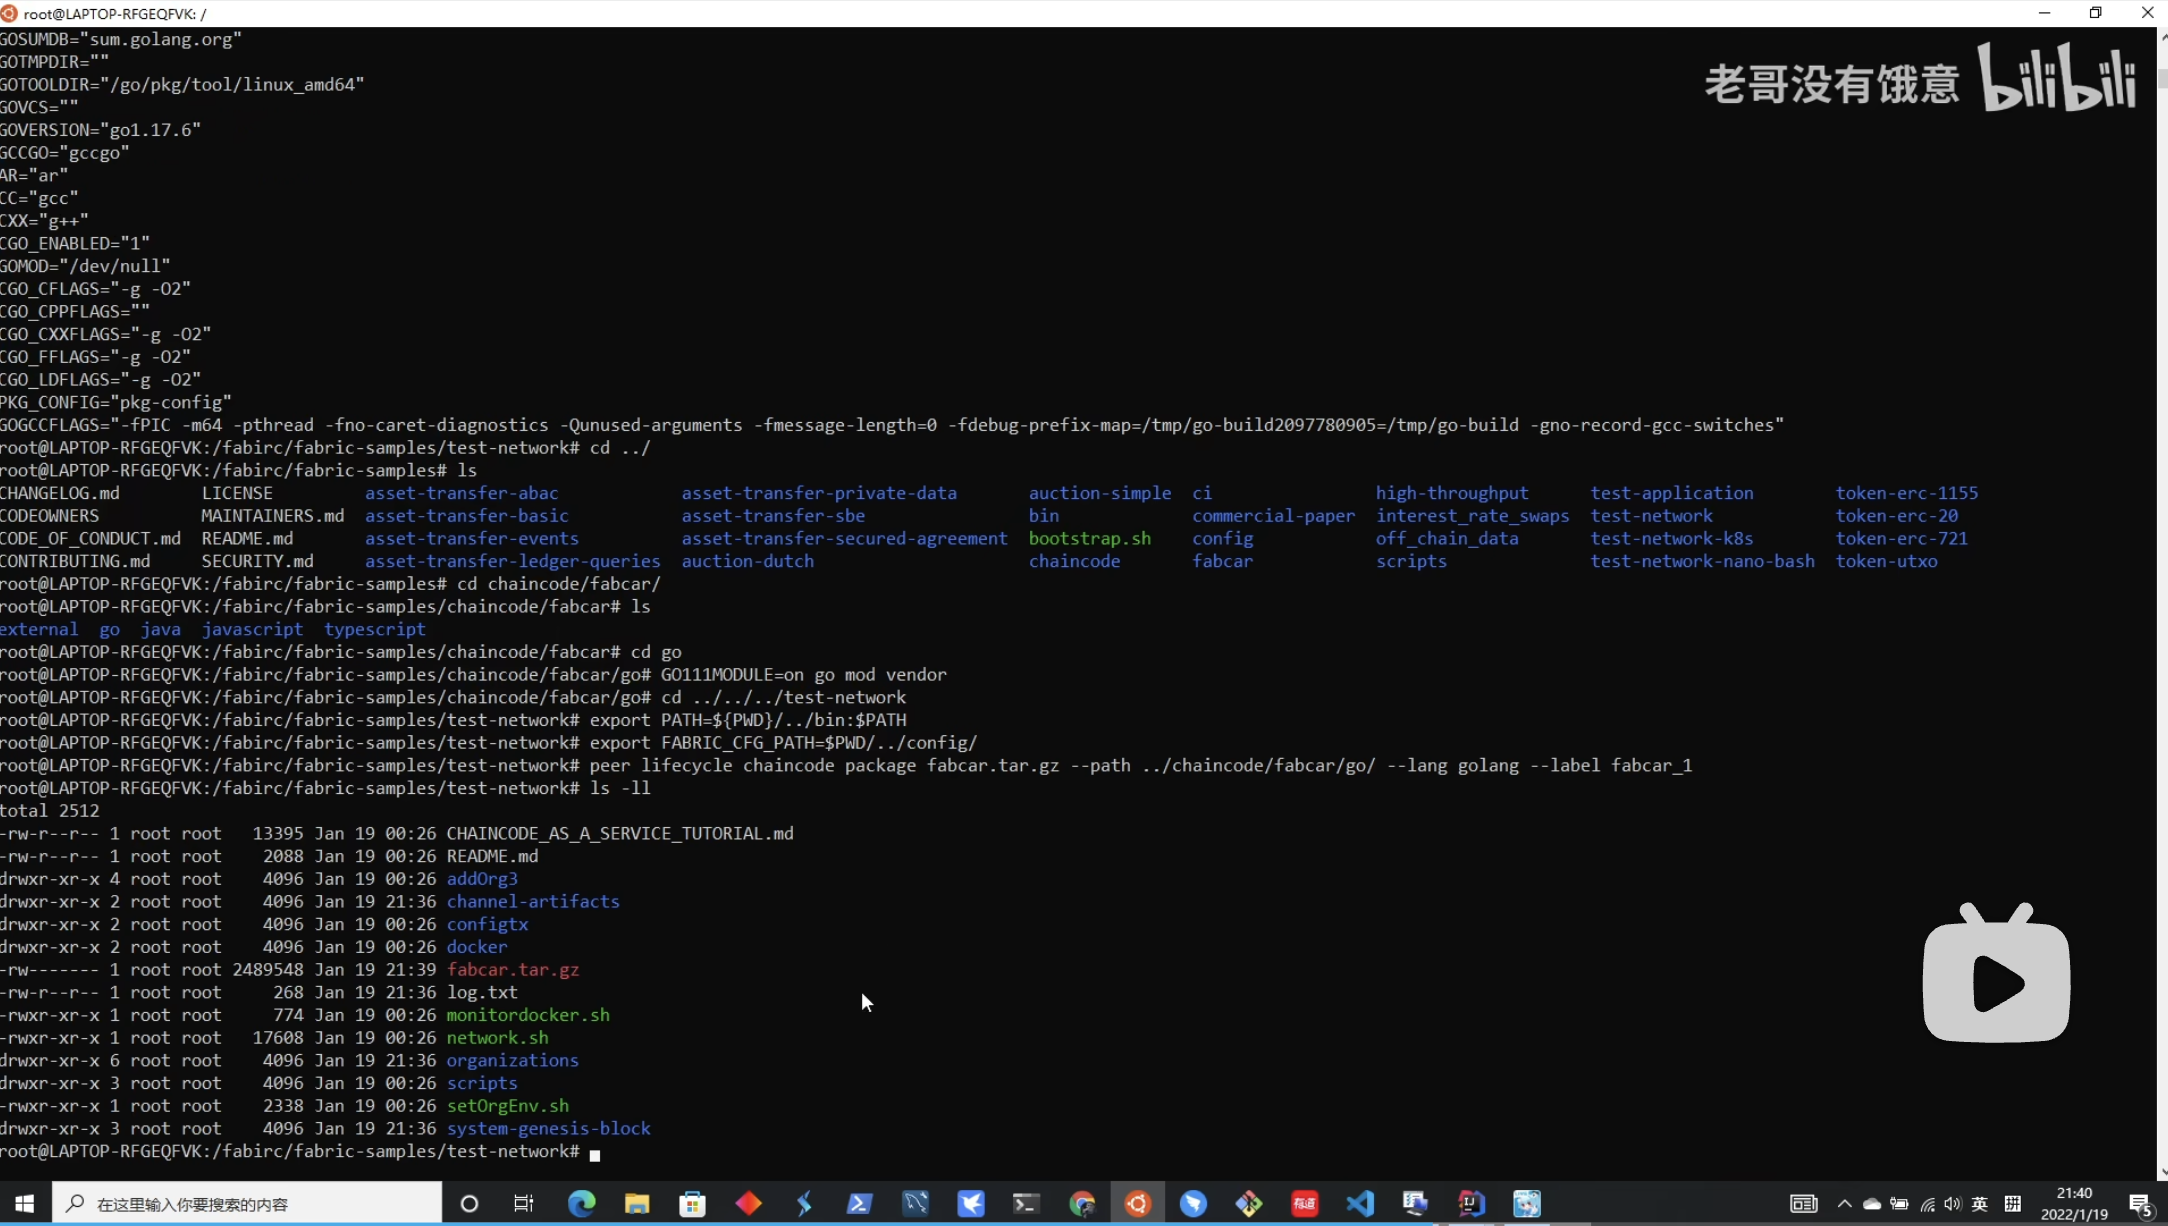 root@LAPTOP-RFGEQFVK: /
GOSUMDB="sum.golang.org"
GOTMPDIR=""
GOTOOLDIR="/go/pkg/tool/linux_amd64"
GOVCS=""
GOVERSION="go1.17.6"
GCCGO="gccgo"
AR="ar"
CC="gcc"
CXX="g++"
CGO_ENABLED="1"
GOMOD="/dev/null"
CGO_CFLAGS="-g -O2"
CGO_CPPFLAGS=""
CGO_CXXFLAGS="-g -O2"
CGO_FFLAGS="-g -O2"
CGO_LDFLAGS="-g -O2"
PKG_CONFIG="pkg-config"
GOGCCFLAGS="-fPIC -m64 -pthread -fno-caret-diagnostics -Qunused-arguments -fmessage-length=0 -fdebug-prefix-map=/tmp/go-build2097780905=/tmp/go-build -gno-record-gcc-switches"
root@LAPTOP-RFGEQFVK:/fabirc/fabric-samples/test-network# cd ../
root@LAPTOP-RFGEQFVK:/fabirc/fabric-samples# ls
CHANGELOG.md LICENSE asset-transfer-abac asset-transfer-private-data auction-simple ci high-throughput test-application token-erc-1155
CODEOWNERS MAINTAINERS.md asset-transfer-basic asset-transfer-sbe bin commercial-paper interest_rate_swaps test-network token-erc-20
CODE_OF_CONDUCT.md README.md asset-transfer-events asset-transfer-secured-agreement bootstrap.sh config off_chain_data test-network-k8s token-erc-721
CONTRIBUTING.md SECURITY.md asset-transfer-ledger-queries auction-dutch chaincode fabcar scripts test-network-nano-bash token-utxo
root@LAPTOP-RFGEQFVK:/fabirc/fabric-samples# cd chaincode/fabcar/
root@LAPTOP-RFGEQFVK:/fabirc/fabric-samples/chaincode/fabcar# ls
external go java javascript typescript
root@LAPTOP-RFGEQFVK:/fabirc/fabric-samples/chaincode/fabcar# cd go
root@LAPTOP-RFGEQFVK:/fabirc/fabric-samples/chaincode/fabcar/go# GO111MODULE=on go mod vendor
root@LAPTOP-RFGEQFVK:/fabirc/fabric-samples/chaincode/fabcar/go# cd ../../../test-network
root@LAPTOP-RFGEQFVK:/fabirc/fabric-samples/test-network# export PATH=${PWD}/../bin:$PATH
root@LAPTOP-RFGEQFVK:/fabirc/fabric-samples/test-network# export FABRIC_CFG_PATH=$PWD/../config/
root@LAPTOP-RFGEQFVK:/fabirc/fabric-samples/test-network# peer lifecycle chaincode package fabcar.tar.gz --path ../chaincode/fabcar/go/ --lang golang --label fabcar_1
root@LAPTOP-RFGEQFVK:/fabirc/fabric-samples/test-network# ls -ll
total 2512
-rw-r--r-- 1 root root 13395 Jan 19 00:26 CHAINCODE_AS_A_SERVICE_TUTORIAL.md
-rw-r--r-- 1 root root 2088 Jan 19 00:26 README.md
drwxr-xr-x 4 root root 4096 Jan 19 00:26 addOrg3
drwxr-xr-x 2 root root 4096 Jan 19 21:36 channel-artifacts
drwxr-xr-x 2 root root 4096 Jan 19 00:26 configtx
drwxr-xr-x 2 root root 4096 Jan 19 00:26 docker
-rw------- 1 root root 2489548 Jan 19 21:39 fabcar.tar.gz
-rw-r--r-- 1 root root 268 Jan 19 21:36 log.txt
-rwxr-xr-x 1 root root 774 Jan 19 00:26 monitordocker.sh
-rwxr-xr-x 1 root root 17608 Jan 19 00:26 network.sh
drwxr-xr-x 6 root root 4096 Jan 19 21:36 organizations
drwxr-xr-x 3 root root 4096 Jan 19 00:26 scripts
-rwxr-xr-x 1 root root 2338 Jan 19 00:26 setOrgEnv.sh
drwxr-xr-x 3 root root 4096 Jan 19 21:36 system-genesis-block
root@LAPTOP-RFGEQFVK:/fabirc/fabric-samples/test-network#
老哥没有饿意 bilibili
在这里输入你要搜索的内容
有道
英
拼
21:40
2022/1/19
5